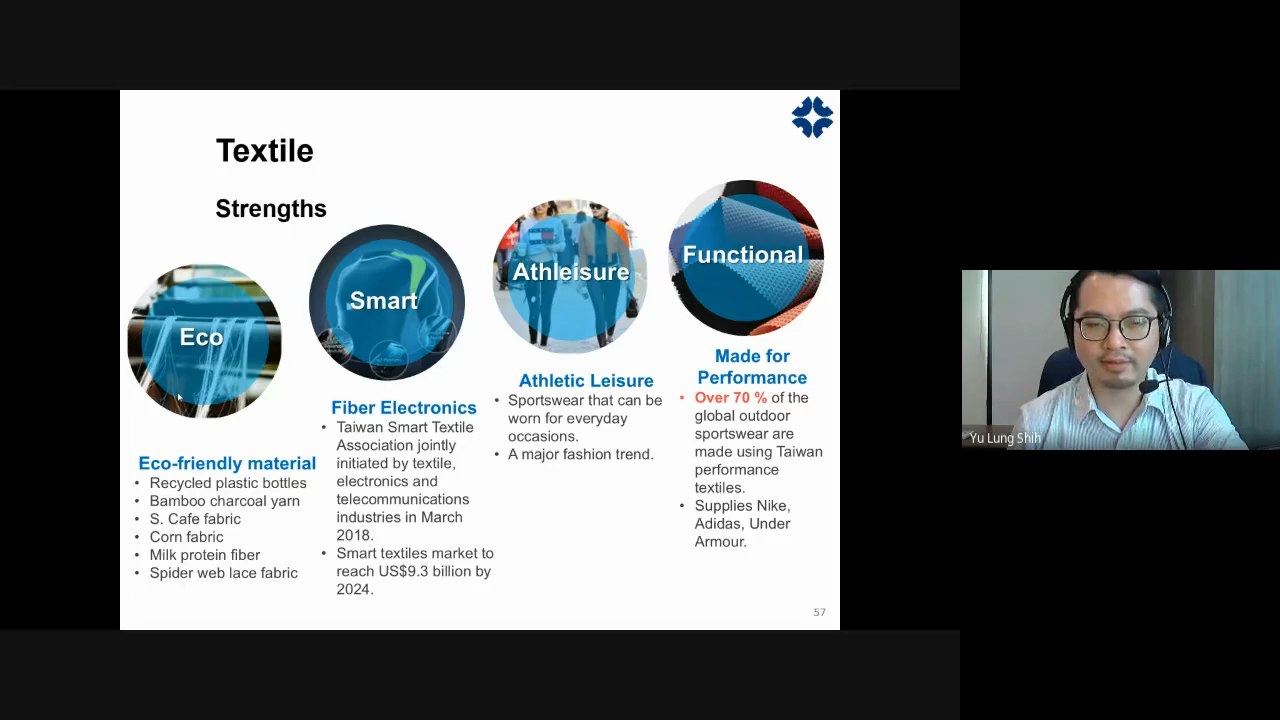 Textile
Strengths
Eco
Eco-friendly material
• Recycled plastic bottles
• Bamboo charcoal yarn
• S. Cafe fabric
• Corn fabric
• Milk protein fiber
• Spider web lace fabric
Smart
Fiber Electronics
• Taiwan Smart Textile
Association jointly
initiated by textile,
electronics and
telecommunications
industries in March
2018.
• Smart textiles market to
reach US$9.3 billion by
2024.
Athleisure
Athletic Leisure
• Sportswear that can be
worn for everyday
occasions.
• A major fashion trend.
Functional
Made for
Performance
• Over 70 % of the
global outdoor
sportswear are
made using Taiwan
performance
textiles.
• Supplies Nike,
Adidas, Under
Armour.
57
Yu Lung Shih